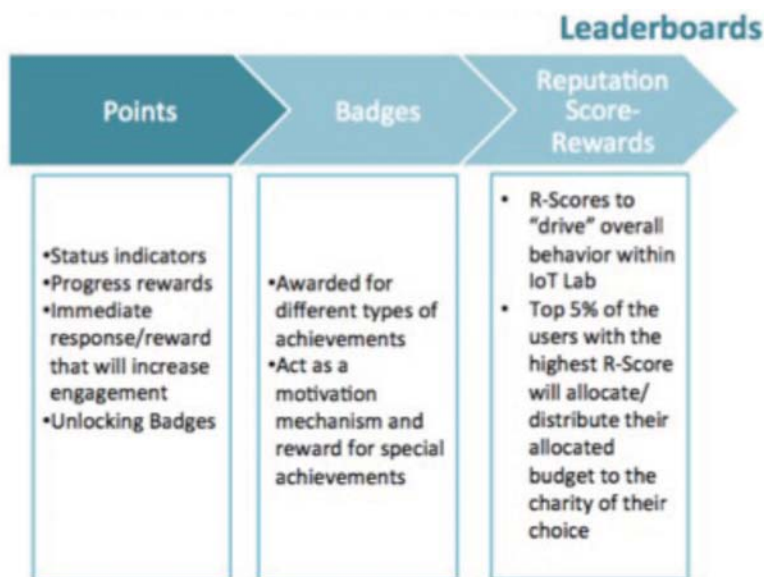 Leaderboards
Points
Badges
Reputation
Score-
Rewards
•Status indicators
•Progress rewards
•Immediate
response/reward
that will increase
engagement
•Unlocking Badges
•Awarded for
different types of
achievements
•Act as a
motivation
mechanism and
reward for special
achievements
• R-Scores to
"drive" overall
behavior within
IoT Lab
• Top 5% of the
users with the
highest R-Score
will allocate/
distribute their
allocated
budget to the
charity of their
choice